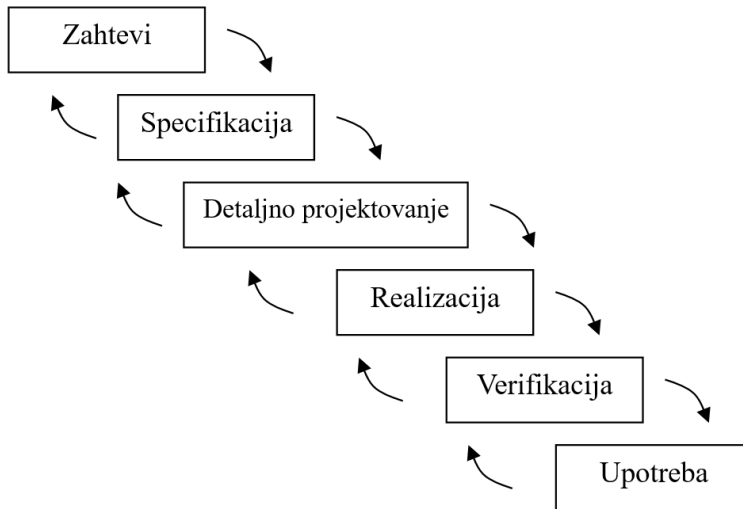 Zahtevi
Specifikacija
Detaljno projektovanje
Realizacija
Verifikacija
Upotreba